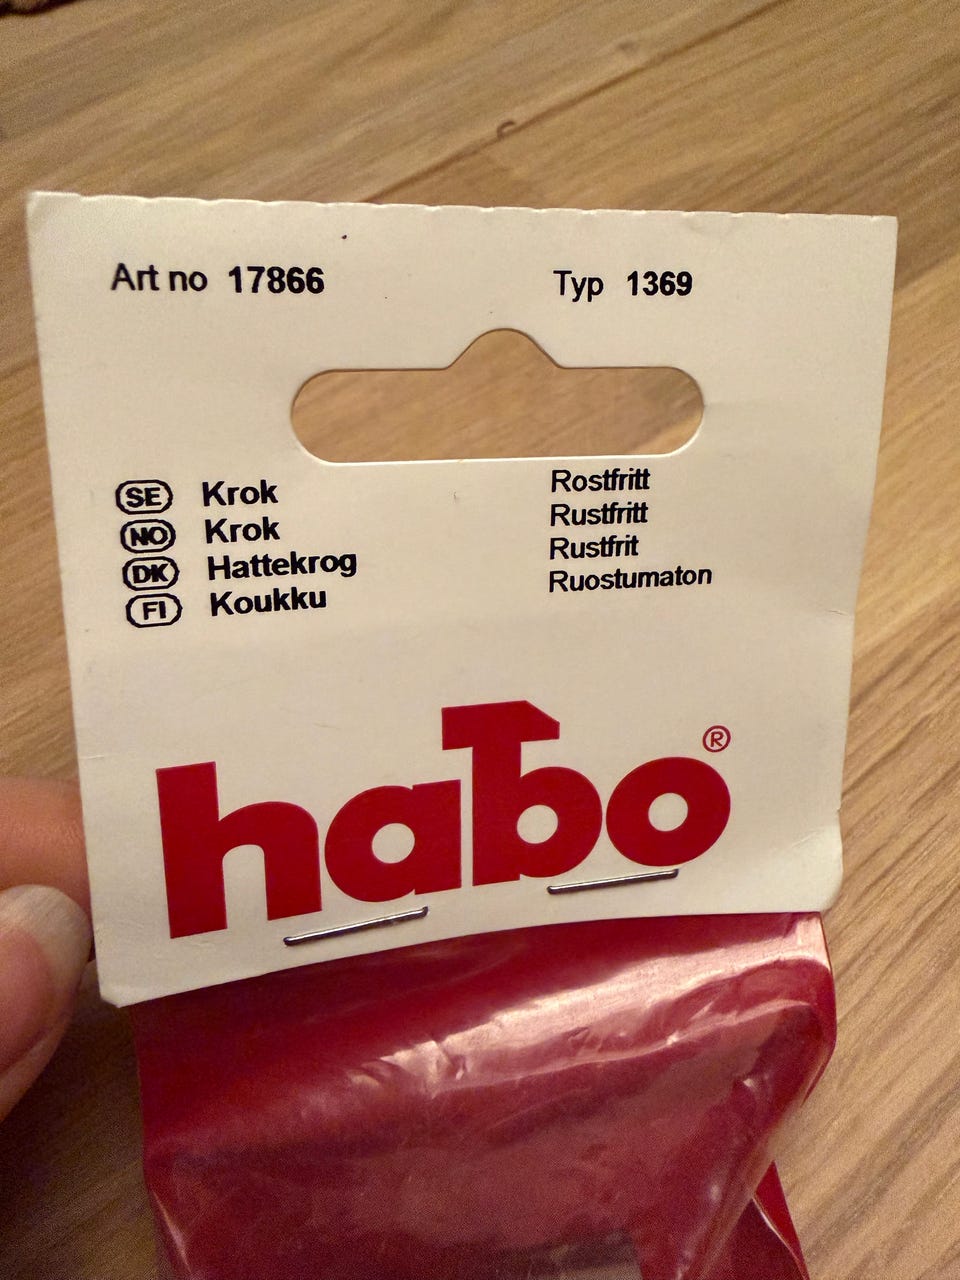 Art no 17866 Typ 1369
SE Krok Rostfritt
NO Krok Rustfritt
DK Hattekrog Rustfrit
FI Koukku Ruostumaton
habo®